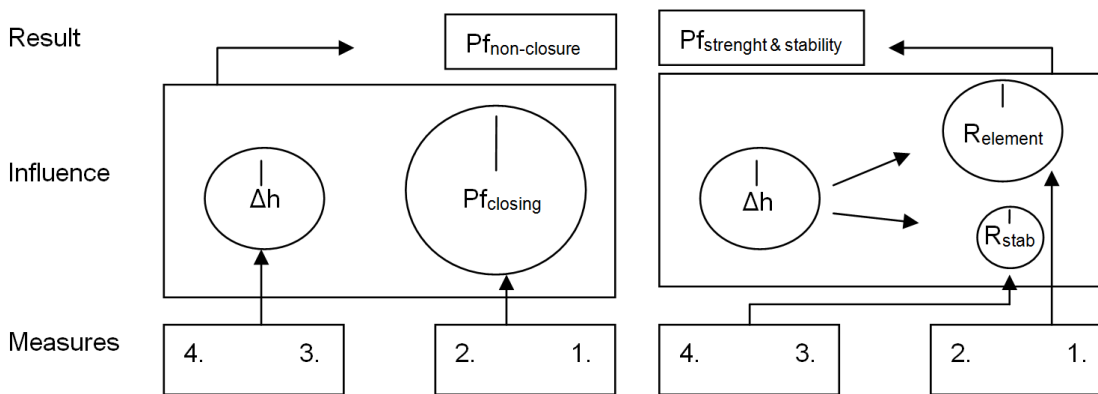 Result
Pfnon-closure
Pfstrenght & stability
Influence
Δh
Pfclosing
Δh
Relement
Rstab
Measures
4. 3.
2. 1.
4. 3.
2. 1.